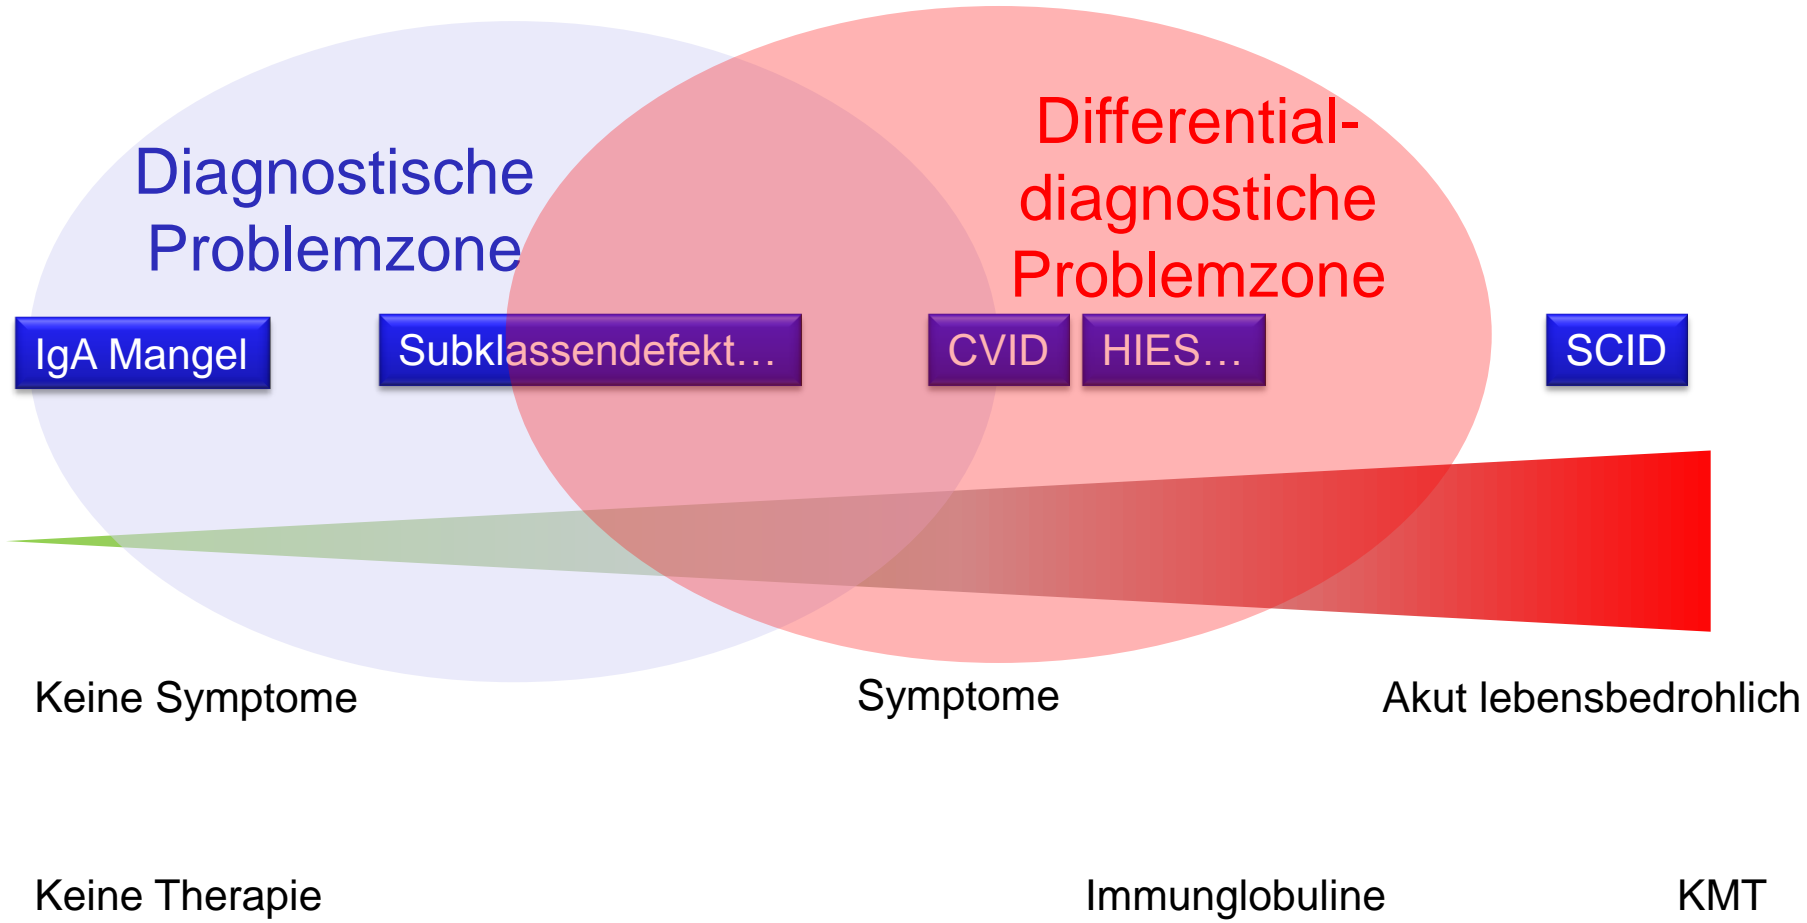 Diagnostische
Problemzone
Differential-
diagnostiche
Problemzone
IgA Mangel
Subklassendefekt…
CVID
HIES…
SCID
Keine Symptome
Symptome
Akut lebensbedrohlich
Keine Therapie
Immunglobuline
KMT